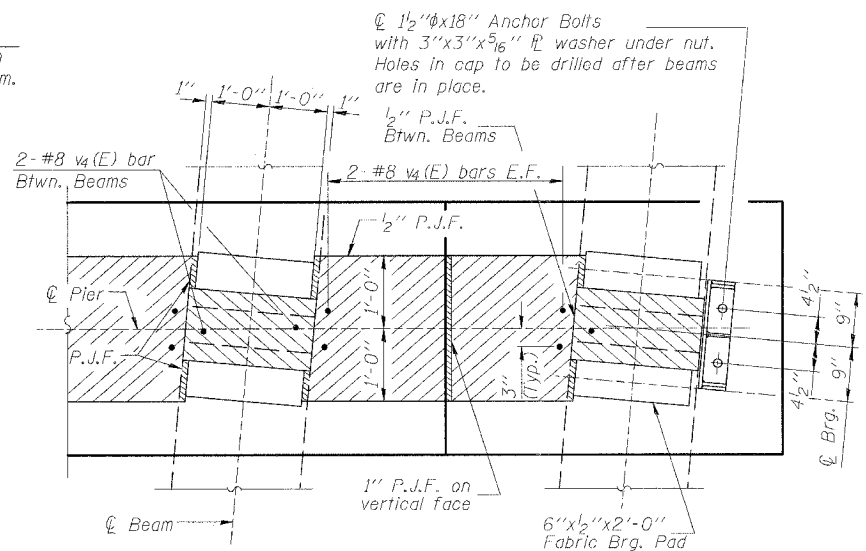 )
m.
℄ 1½"ϕx18" Anchor Bolts
with 3"x3"x5⁄16" ℄ washer under nut.
Holes in cap to be drilled after beams
are in place.
1" 1'-0" 1'-0" 1"
½" P.J.F.
Btwn. Beams
2- #8 v4(E) bar
Btwn. Beams
2- #8 v4(E) bars E.F.
½" P.J.F.
℄ Pier
1'-0"
4½"
9"
P.J.F.
1'-0"
3"
(Typ.)
4½"
9"
℄ Brg.
1" P.J.F. on
vertical face
℄ Beam
6"x½"x2'-0"
Fabric Brg. Pad